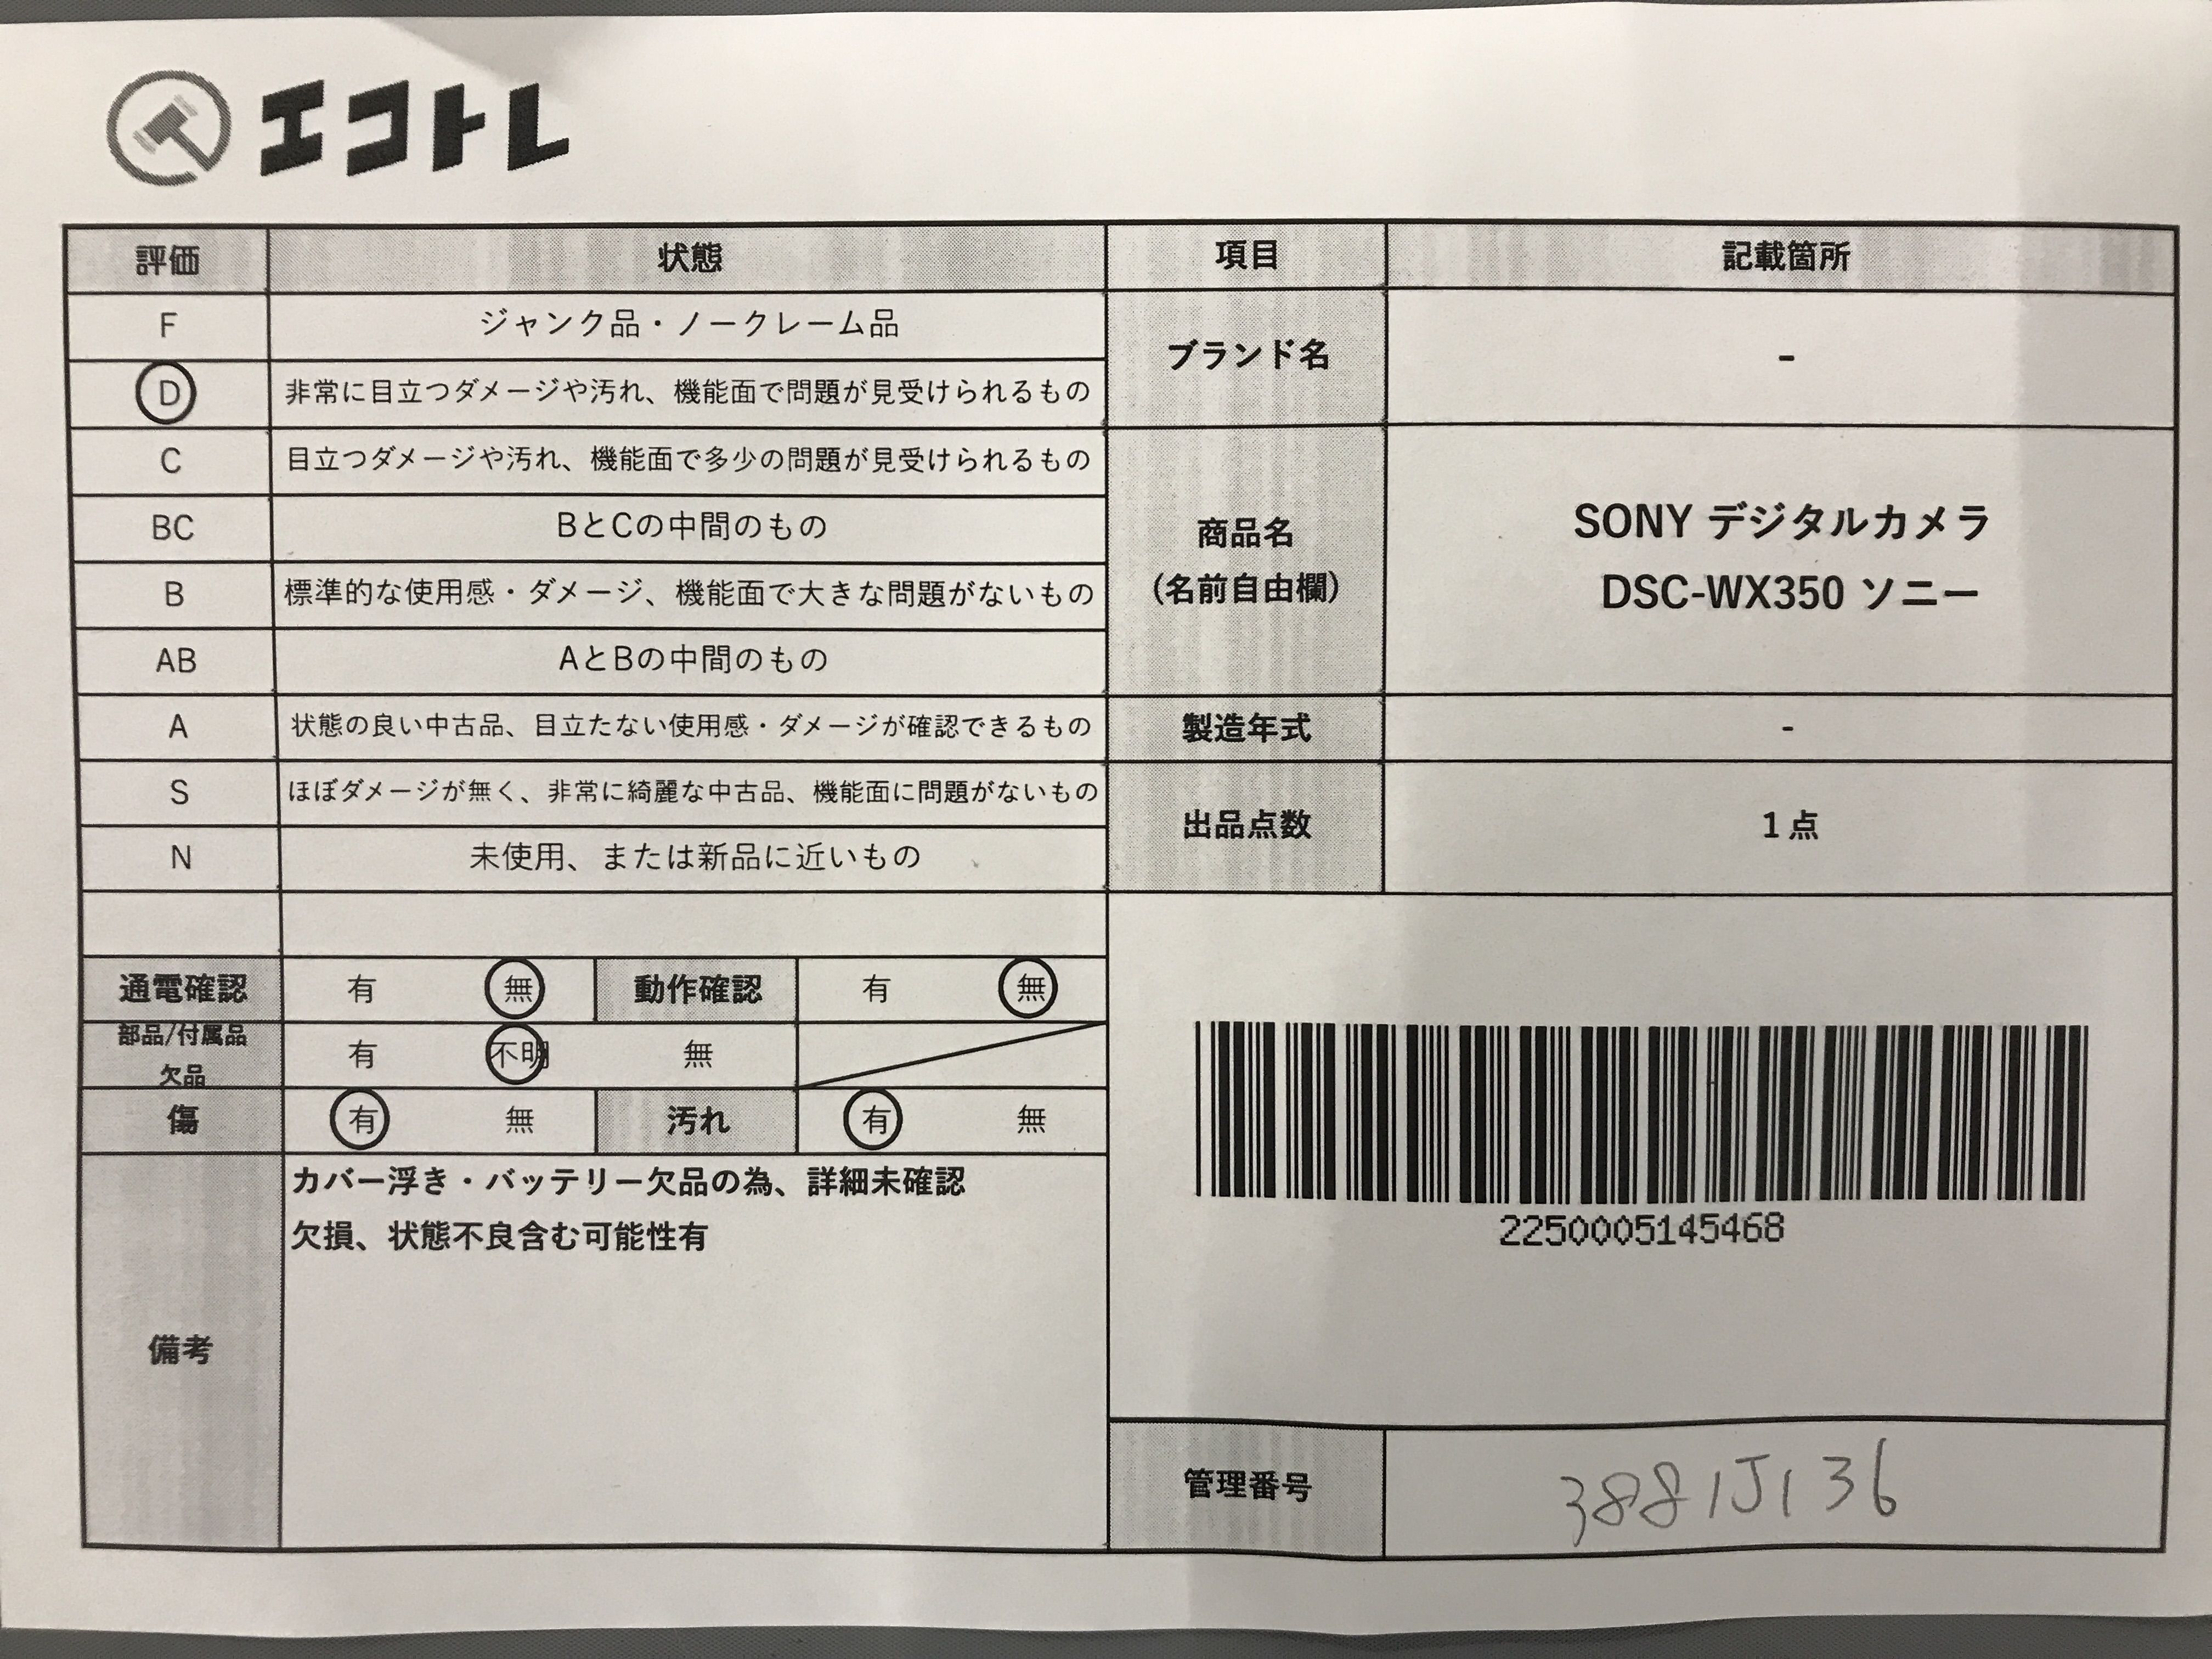 エコトレ
評価 状態 項目 記載箇所
F ジャンク品・ノークレーム品
ブランド名 -
D 非常に目立つダメージや汚れ、機能面で問題が見受けられるもの
C 目立つダメージや汚れ、機能面で多少の問題が見受けられるもの
BC BとCの中間のもの
商品名
(名前自由欄)
SONY デジタルカメラ
DSC-WX350 ソニー
B 標準的な使用感・ダメージ、機能面で大きな問題がないもの
AB AとBの中間のもの
A 状態の良い中古品、目立たない使用感・ダメージが確認できるもの
製造年式 -
S ほぼダメージが無く、非常に綺麗な中古品、機能面に問題がないもの
出品点数 1点
N 未使用、または新品に近いもの
通電確認 有 無 動作確認 有 無
部品/付属品
欠品
有 不明 無
傷 有 無 汚れ 有 無
備考
カバー浮き・バッテリー欠品の為、詳細未確認
欠損、状態不良含む可能性有
2250005145468
管理番号 3881J136